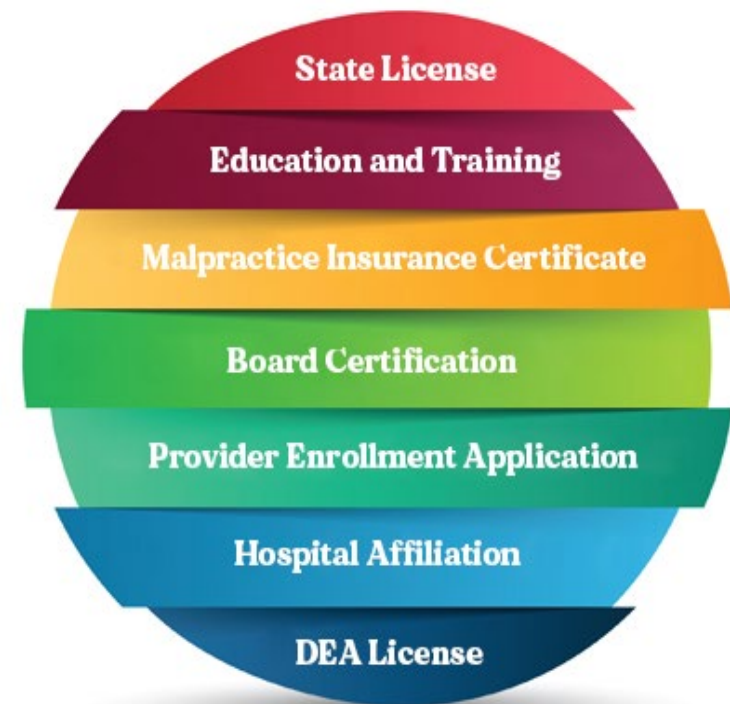 State License
Education and Training
Malpractice Insurance Certificate
Board Certification
Provider Enrollment Application
Hospital Affiliation
DEA License